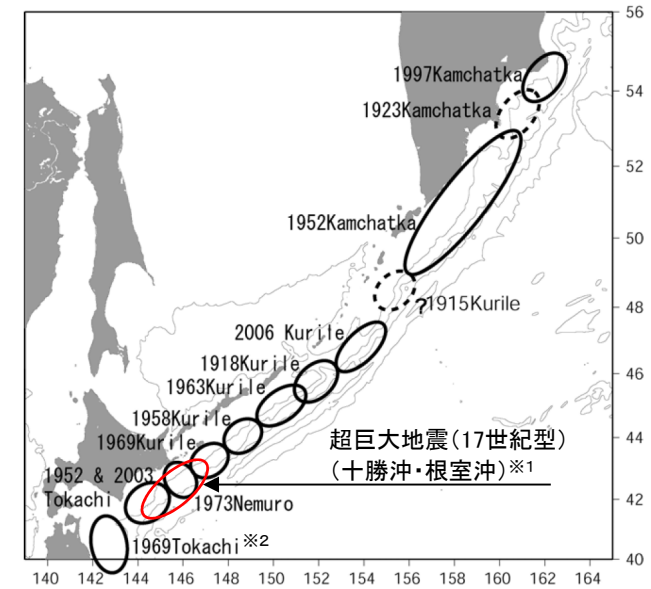 56
1997Kamchatka
54
1923Kamchatka
52
1952Kamchatka
50
?1915Kurile
48
2006 Kurile
46
1918Kurile
1963Kurile
1958Kurile
44
1969Kurile
超巨大地震(17世紀型)
(十勝沖・根室沖)※1
1952 & 2003
Tokachi
1973Nemuro
42
1969Tokachi※2
40
140 142 144 146 148 150 152 154 156 158 160 162 164